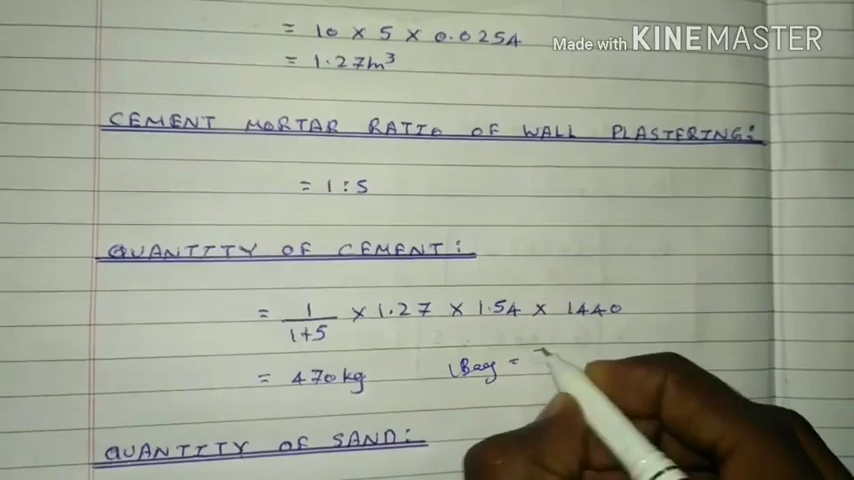 = 10 × 5 × 0.0254
Made with KINEMASTER
= 1.27m³
CEMENT MORTAR RATIO OF WALL PLASTERING:
= 1 : 5
QUANTITY OF CEMENT:
= 1/1+5 × 1.27 × 1.54 × 1440
= 470kg 1Bag =
QUANTITY OF SAND: